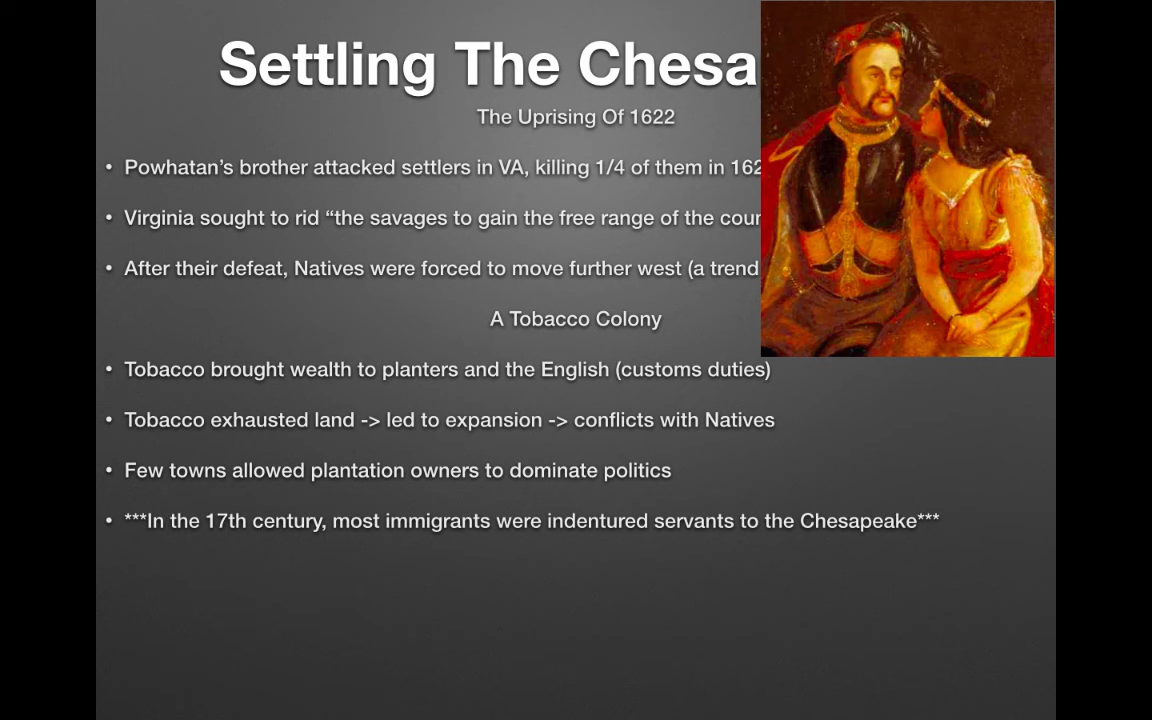 Settling The Chesa
The Uprising Of 1622
• Powhatan’s brother attacked settlers in VA, killing 1/4 of them in 162
• Virginia sought to rid “the savages to gain the free range of the cour
• After their defeat, Natives were forced to move further west (a trend
A Tobacco Colony
• Tobacco brought wealth to planters and the English (customs duties)
• Tobacco exhausted land -> led to expansion -> conflicts with Natives
• Few towns allowed plantation owners to dominate politics
• ***In the 17th century, most immigrants were indentured servants to the Chesapeake***